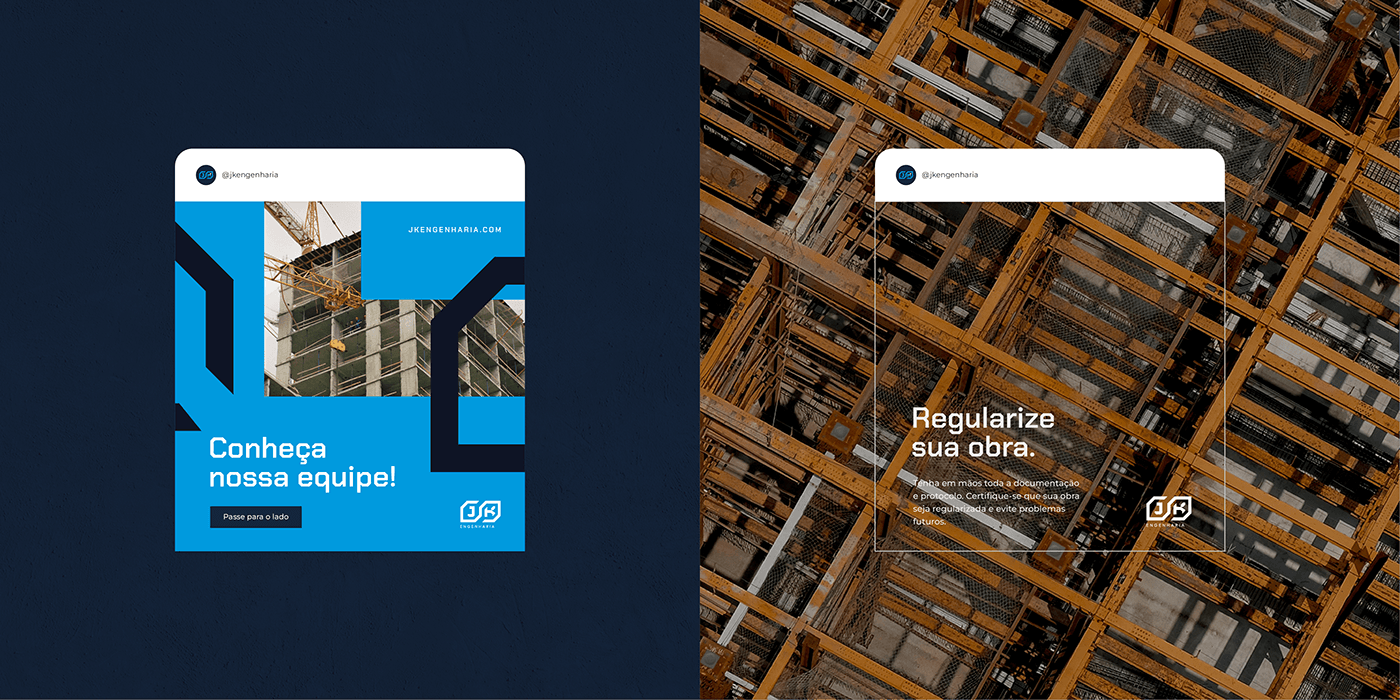 @jkengenharia
JKENGENHARIA.COM
Conheça
nossa equipe!
Passe para o lado
JK
ENGENHARIA
@jkengenharia
Regularize
sua obra.
Tenha em mãos toda a documentação
e protocolo. Certifique-se que sua obra
seja regularizada e evite problemas
futuros.
JK
ENGENHARIA